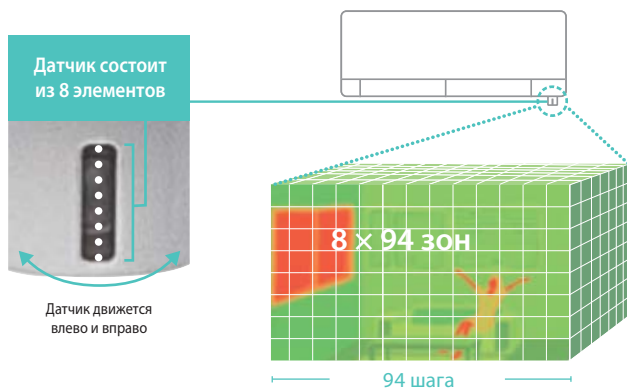 Датчик состоит
из 8 элементов
8 × 94 зон
Датчик движется
влево и вправо
94 шага